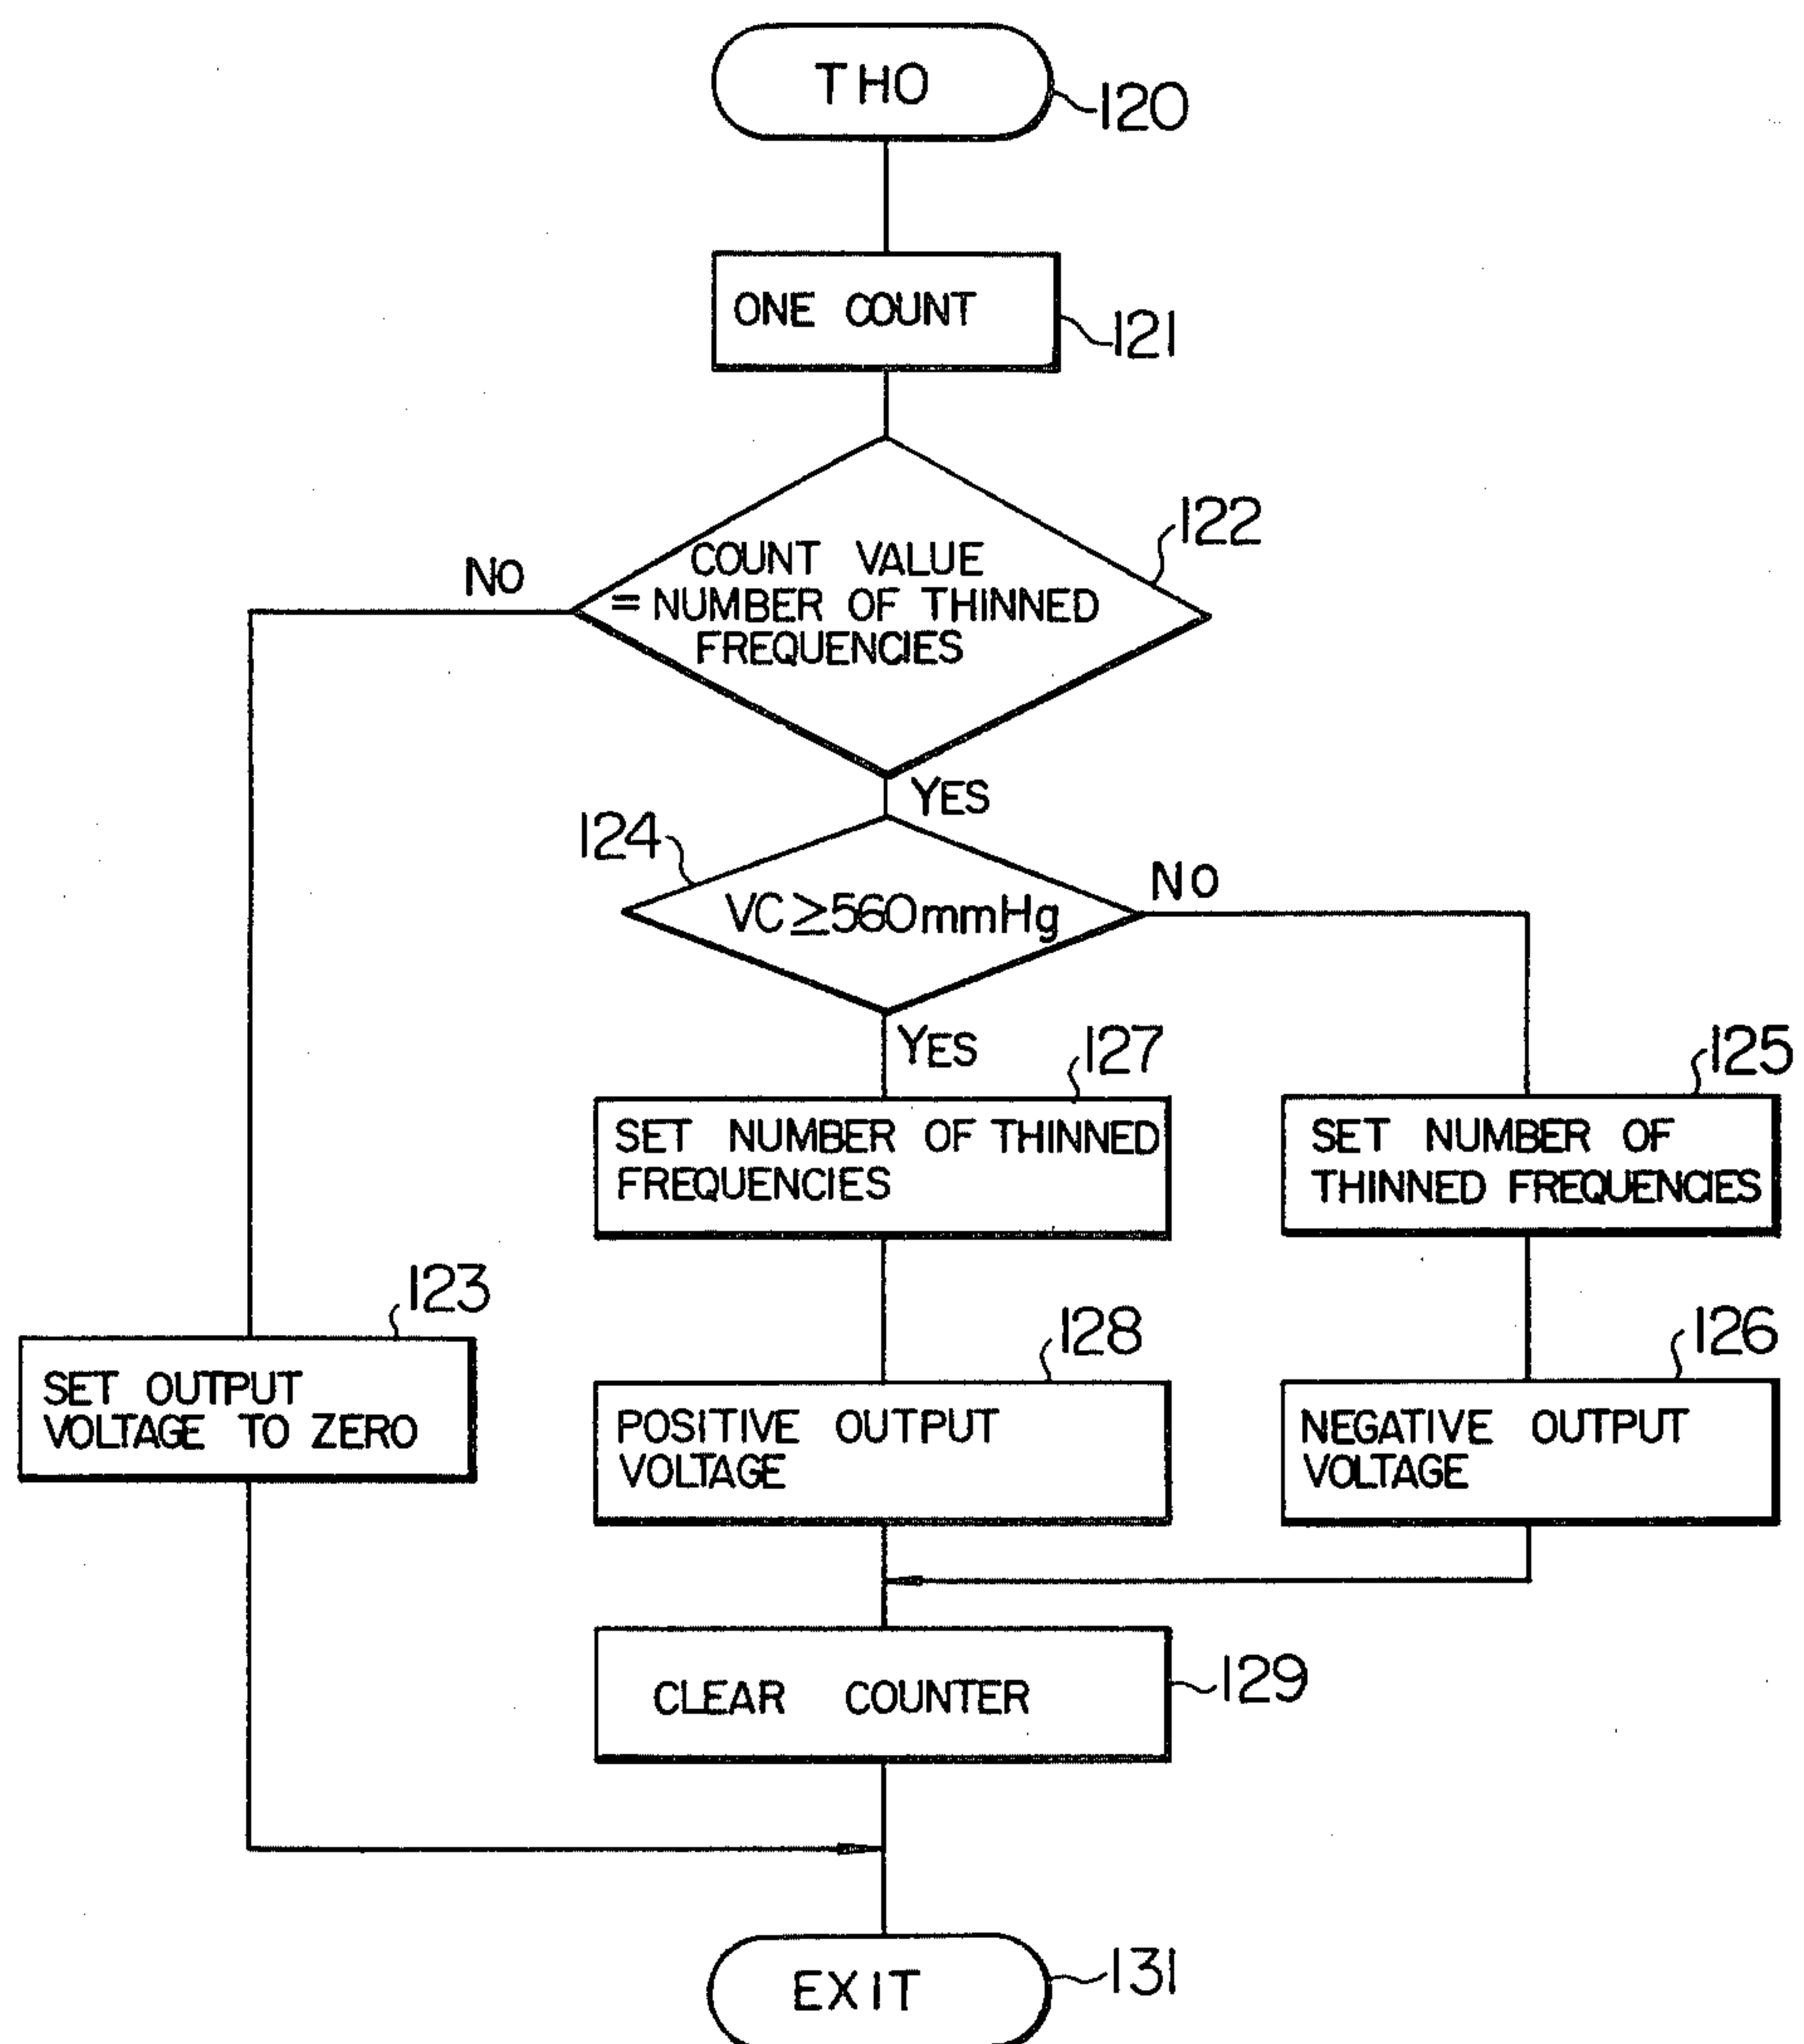 THO
120
ONE COUNT
121
122
NO
COUNT VALUE
= NUMBER OF THINNED
FREQUENCIES
YES
124
NO
VC ≥560mmHg
YES
127
125
SET NUMBER OF THINNED
FREQUENCIES
SET NUMBER OF
THINNED FREQUENCIES
123
128
126
SET OUTPUT
VOLTAGE TO ZERO
POSITIVE OUTPUT
VOLTAGE
NEGATIVE OUTPUT
VOLTAGE
CLEAR COUNTER
129
EXIT
131